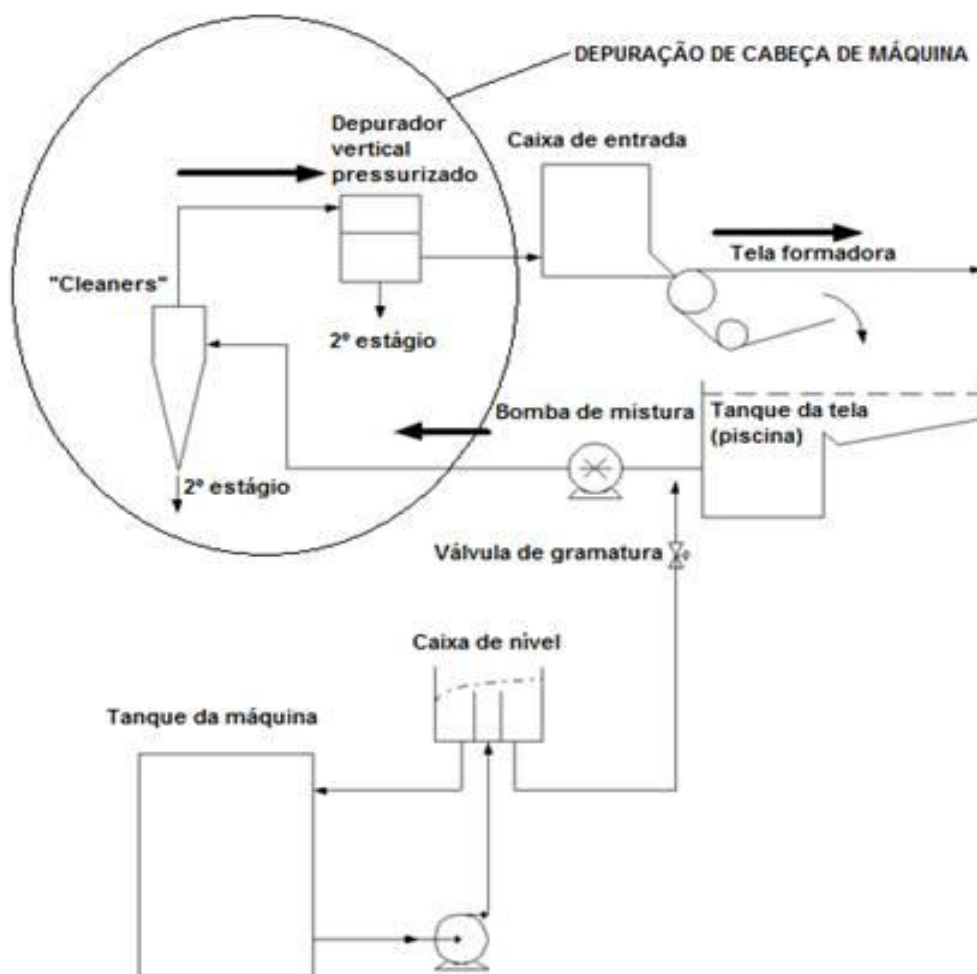 DEPURAÇÃO DE CABEÇA DE MÁQUINA
Depurador
vertical
pressurizado
Caixa de entrada
Tela formadora
"Cleaners"
2º estágio
Bomba de mistura
Tanque da tela
(piscina)
2º estágio
Válvula de gramatura
Caixa de nível
Tanque da máquina